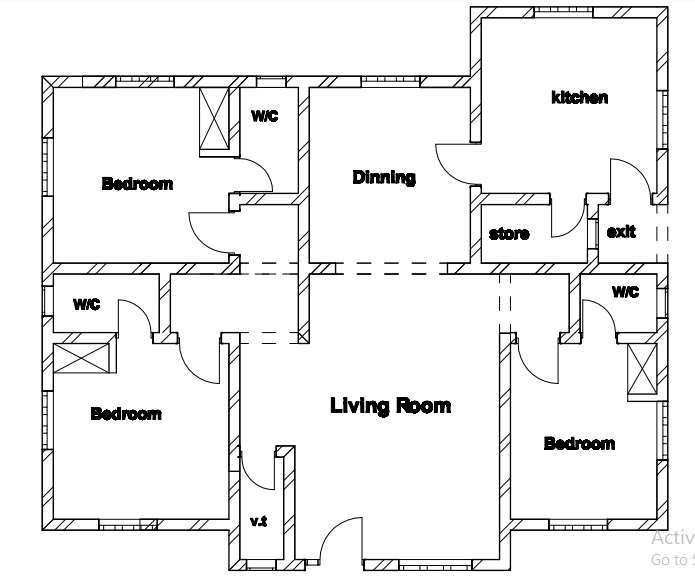 kitchen
W/C
Bedroom
Dinning
store
exit
W/C
W/C
Living Room
Bedroom
Bedroom
v.t
Activ
Go to S